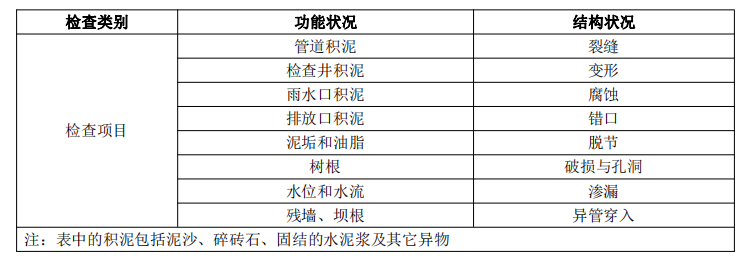 检查类别 功能状况 结构状况
管道积泥 裂缝
检查井积泥 变形
雨水口积泥 腐蚀
排放口积泥 错口
检查项目
泥垢和油脂 脱节
树根 破损与孔洞
水位和水流 渗漏
残墙、坝根 异管穿入
注：表中的积泥包括泥沙、碎砖石、固结的水泥浆及其它异物